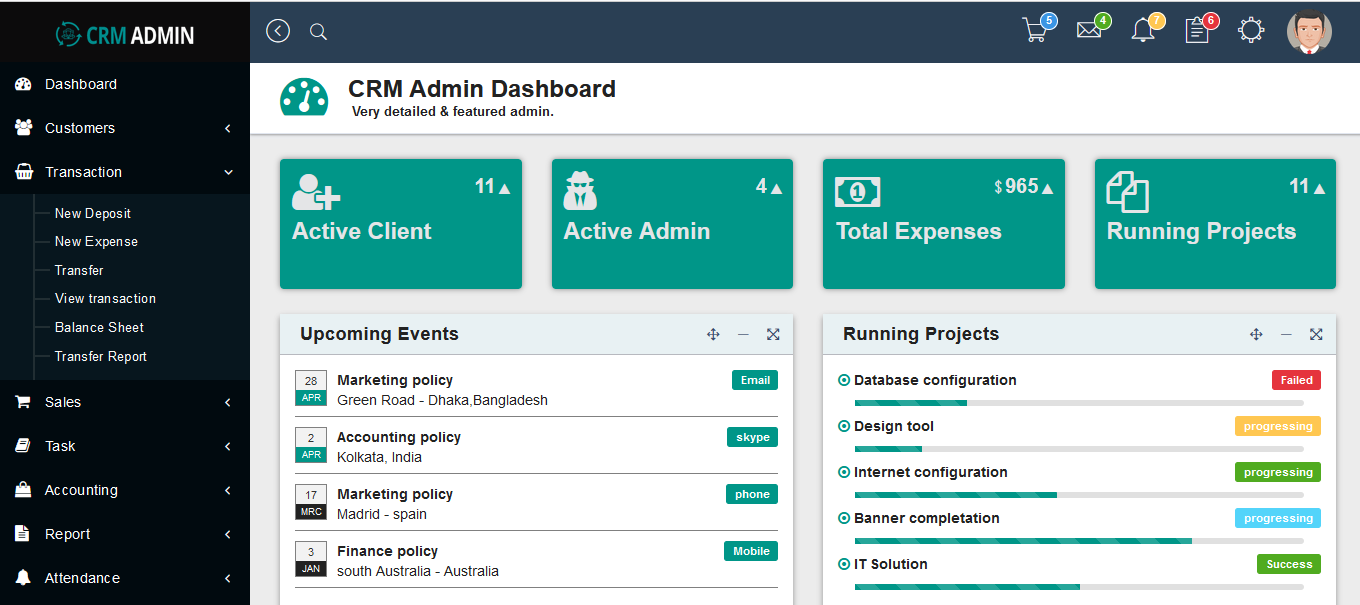 CRM ADMIN
5
4
7
6
Dashboard
Customers
Transaction
New Deposit
New Expense
Transfer
View transaction
Balance Sheet
Transfer Report
Sales
Task
Accounting
Report
Attendance
CRM Admin Dashboard
Very detailed & featured admin.
11
Active Client
4
Active Admin
1
$965
Total Expenses
11
Running Projects
Upcoming Events
28
APR
Marketing policy
Email
Green Road - Dhaka,Bangladesh
2
APR
Accounting policy
skype
Kolkata, India
17
MRC
Marketing policy
phone
Madrid - spain
3
JAN
Finance policy
Mobile
south Australia - Australia
Running Projects
Database configuration
Failed
Design tool
progressing
Internet configuration
progressing
Banner completation
progressing
IT Solution
Success